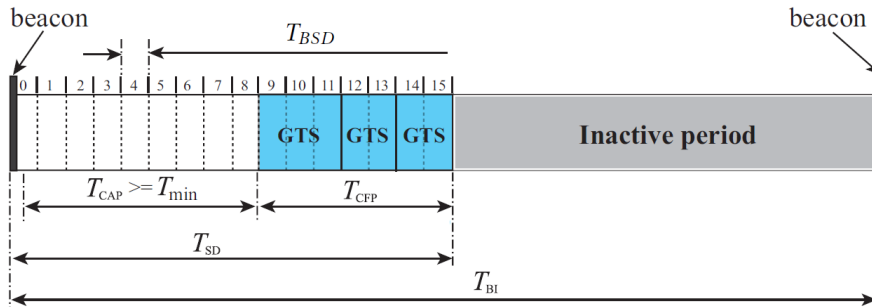 beacon
beacon
T_BSD
0 1 2 3 4 5 6 7 8 9 10 11 12 13 14 15
GTS GTS GTS Inactive period
T_CAP >= T_min T_CFP
T_SD
T_BI